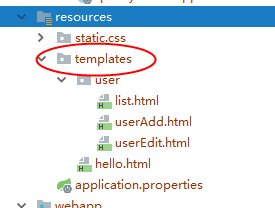 resources
static.css
templates
user
list.html
userAdd.html
userEdit.html
hello.html
application.properties
webapp